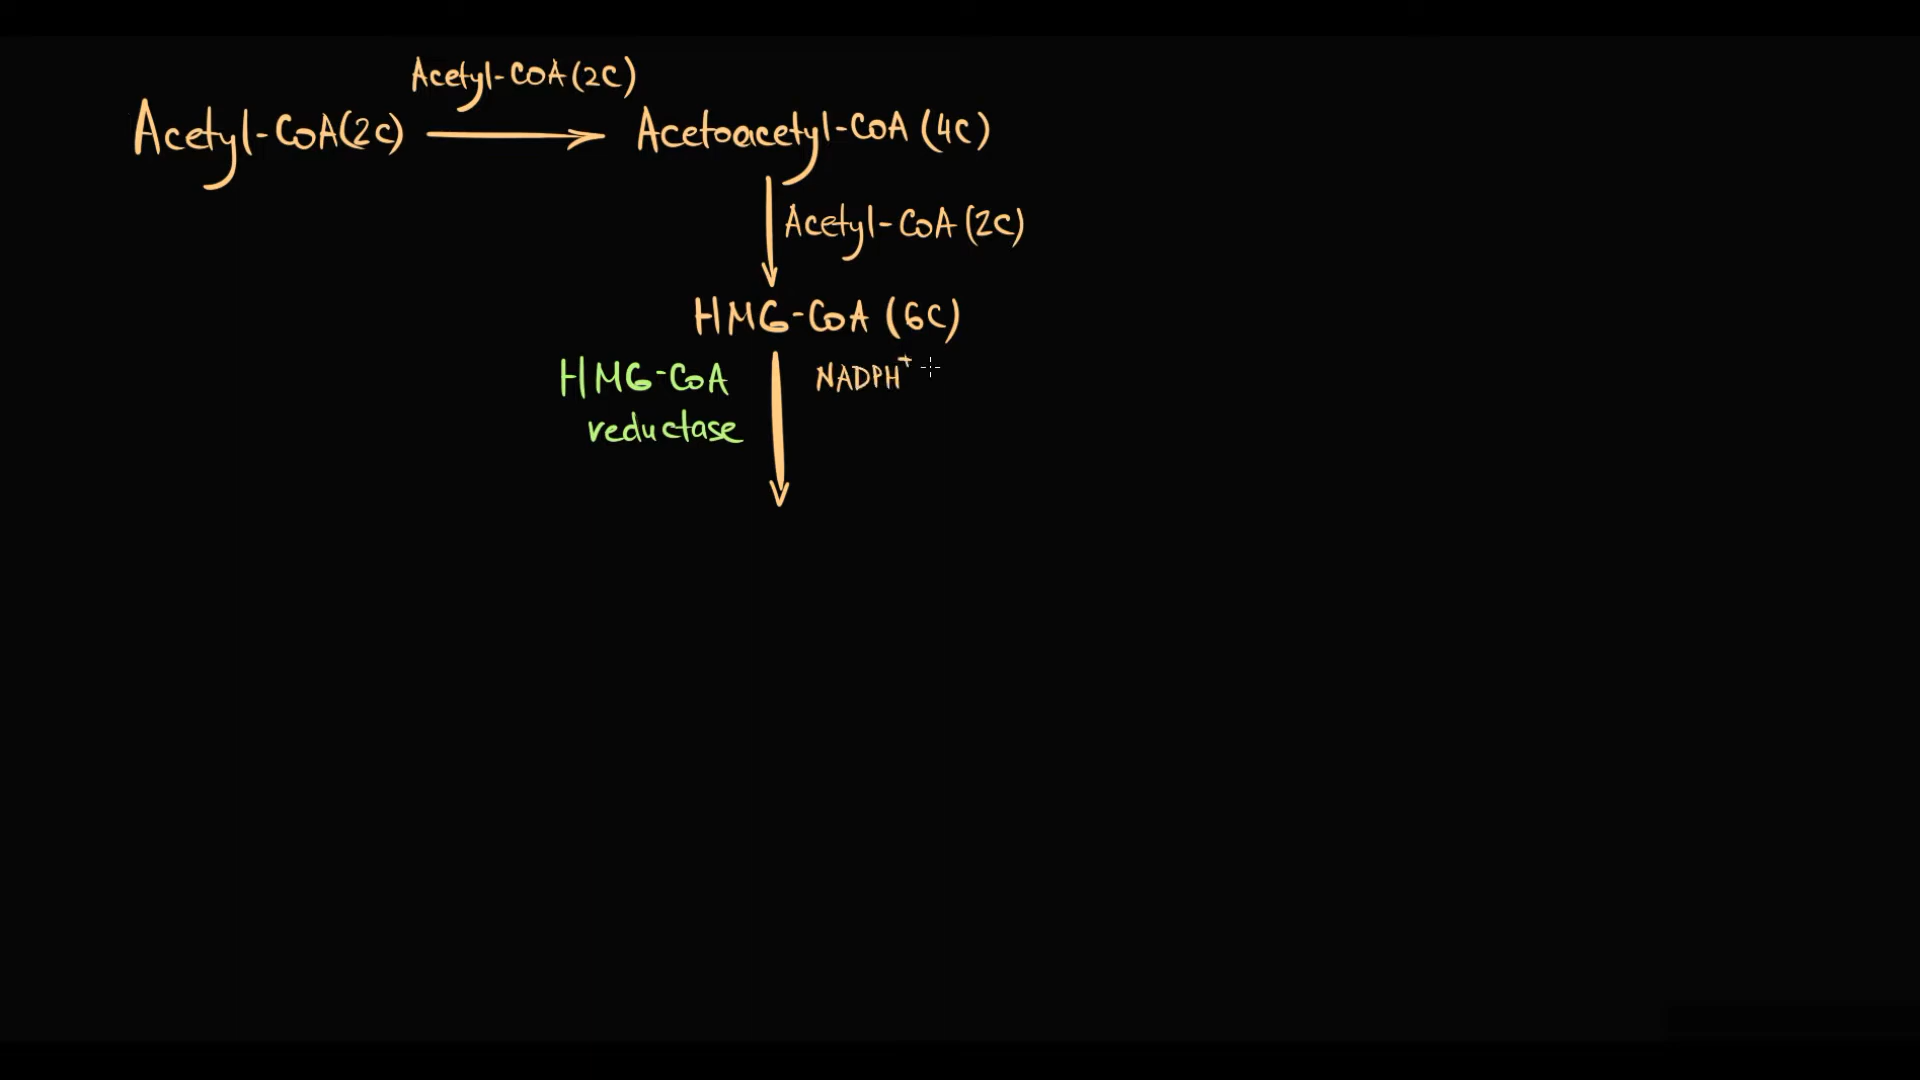 Acetyl-CoA(2C)
Acetyl-CoA(2C)
Acetoacetyl-CoA (4C)
Acetyl-CoA (2C)
HMG-CoA (6C)
HMG-CoA
reductase
NADPH⁺